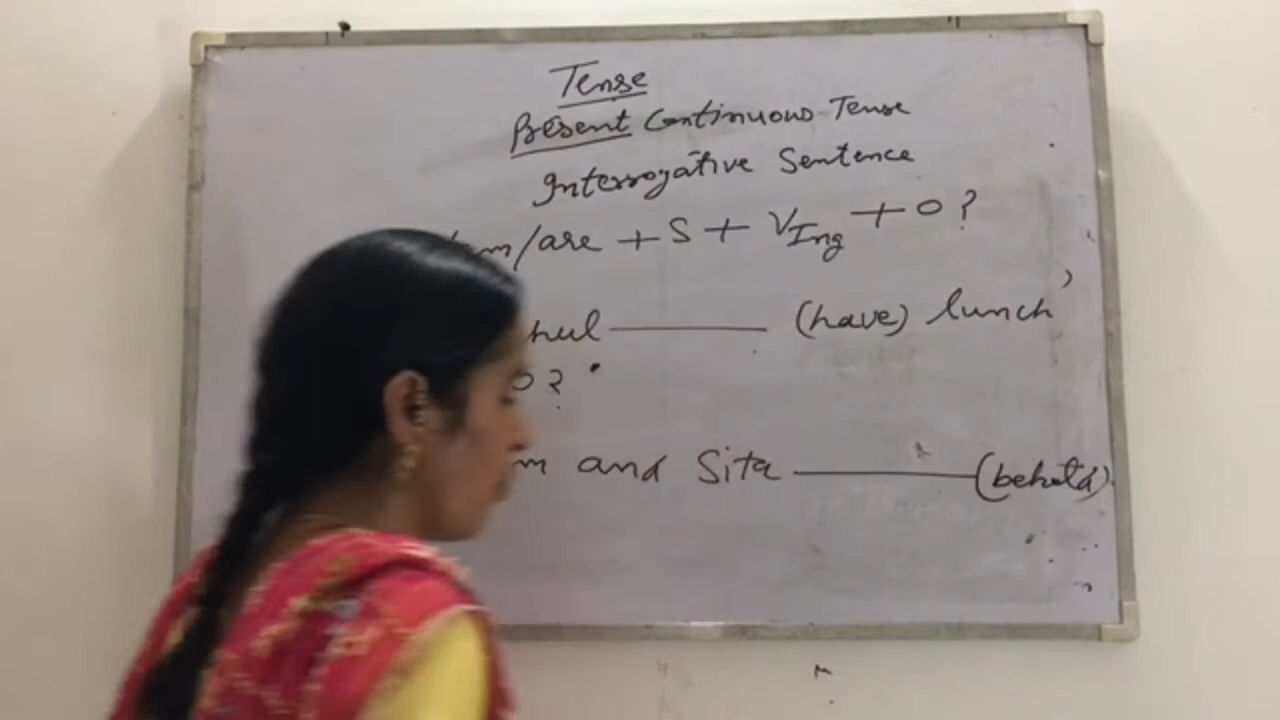 Tense
Present Continuous Tense
Interrogative Sentence
/are + S + VIng + O ?
(have) lunch
?
and Sita (behold)